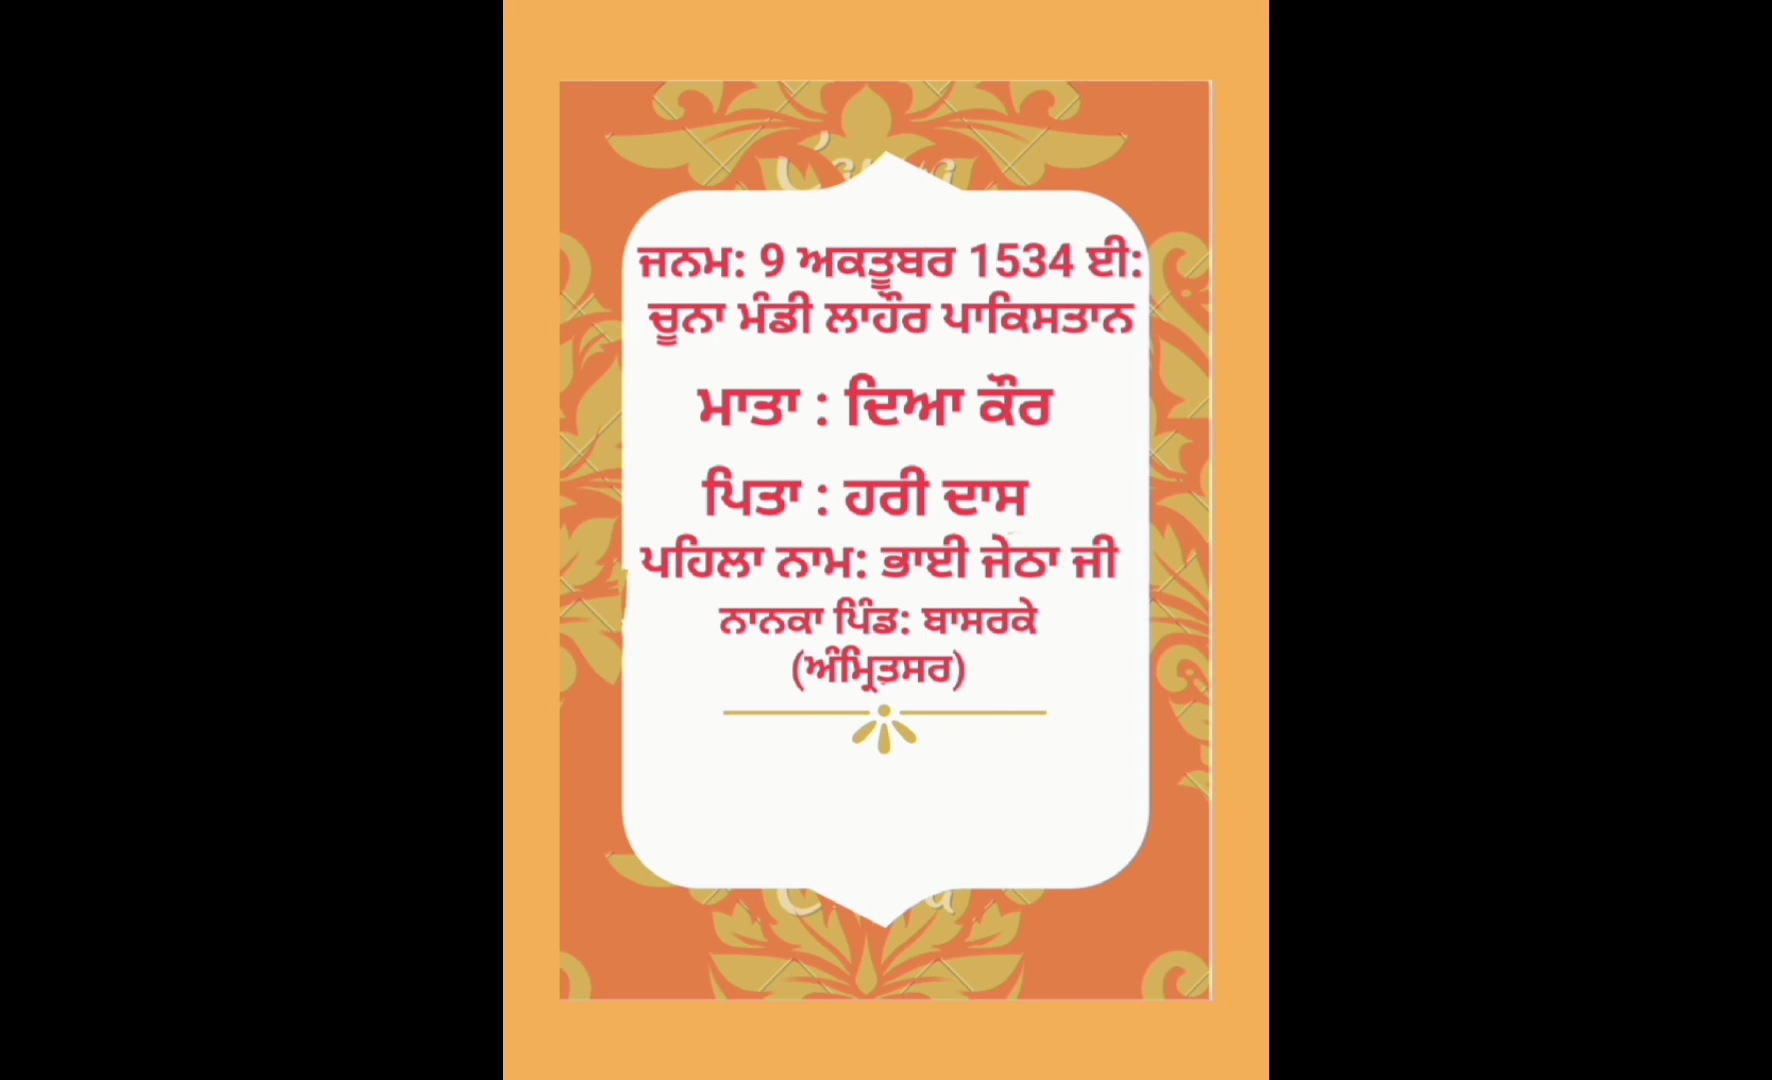 ਜਨਮ: 9 ਅਕਤੂਬਰ 1534 ਈ:
ਚੂਨਾ ਮੰਡੀ ਲਾਹੌਰ ਪਾਕਿਸਤਾਨ
ਮਾਤਾ : ਦਿਆ ਕੌਰ
ਪਿਤਾ : ਹਰੀ ਦਾਸ
ਪਹਿਲਾ ਨਾਮ: ਭਾਈ ਜੇਠਾ ਜੀ
ਨਾਨਕਾ ਪਿੰਡ: ਬਾਸਰਕੇ
(ਅੰਮ੍ਰਿਤਸਰ)